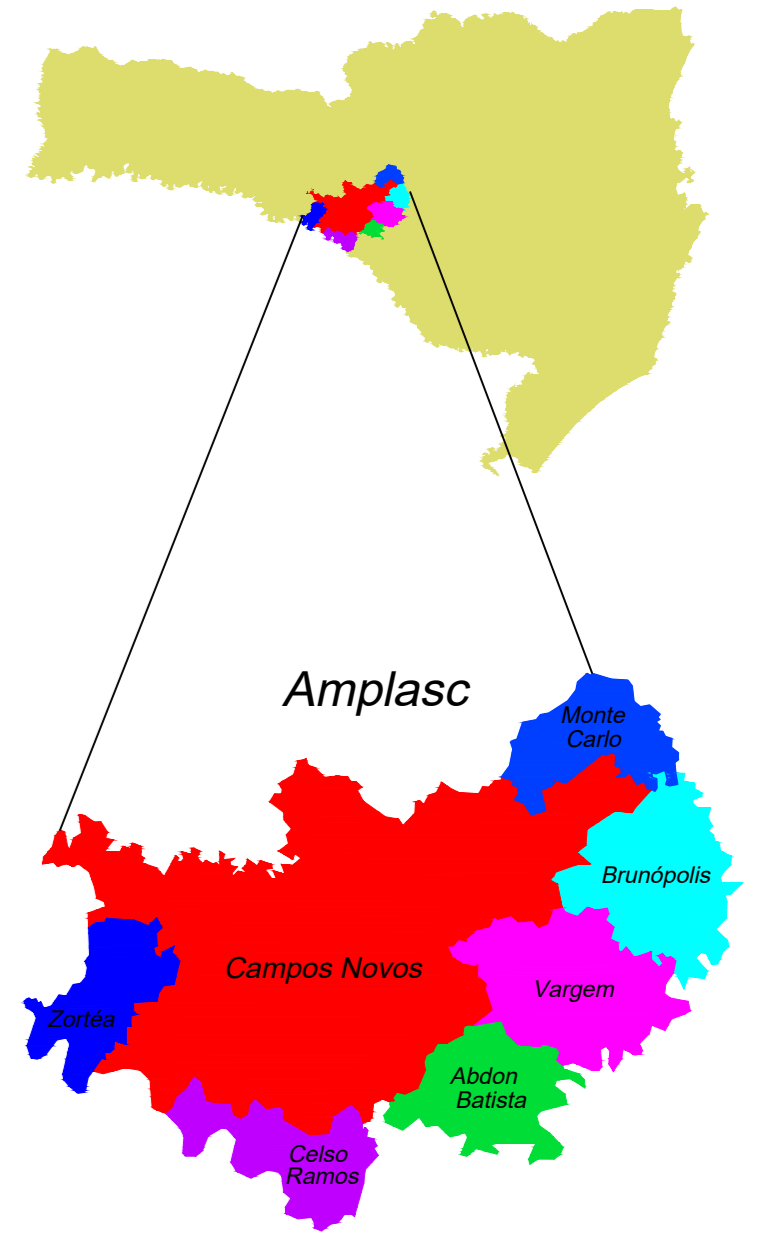 Amplasc
Monte
Carlo
Brunópolis
Campos Novos
Vargem
Zortéa
Abdon
Batista
Celso
Ramos